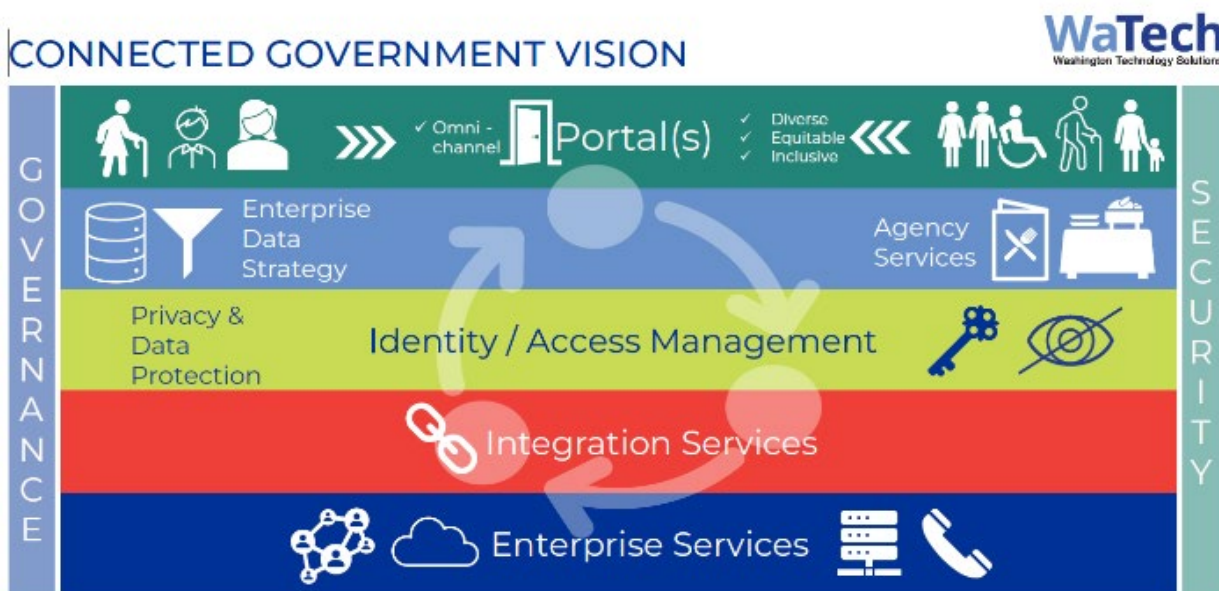 CONNECTED GOVERNMENT VISION
WaTech
Washington Technology Solutions
GOVERNANCE
Omni -
channel
Portal(s)
Diverse
Equitable
Inclusive
Enterprise
Data
Strategy
Agency
Services
Privacy &
Data
Protection
Identity / Access Management
Integration Services
Enterprise Services
SECURITY